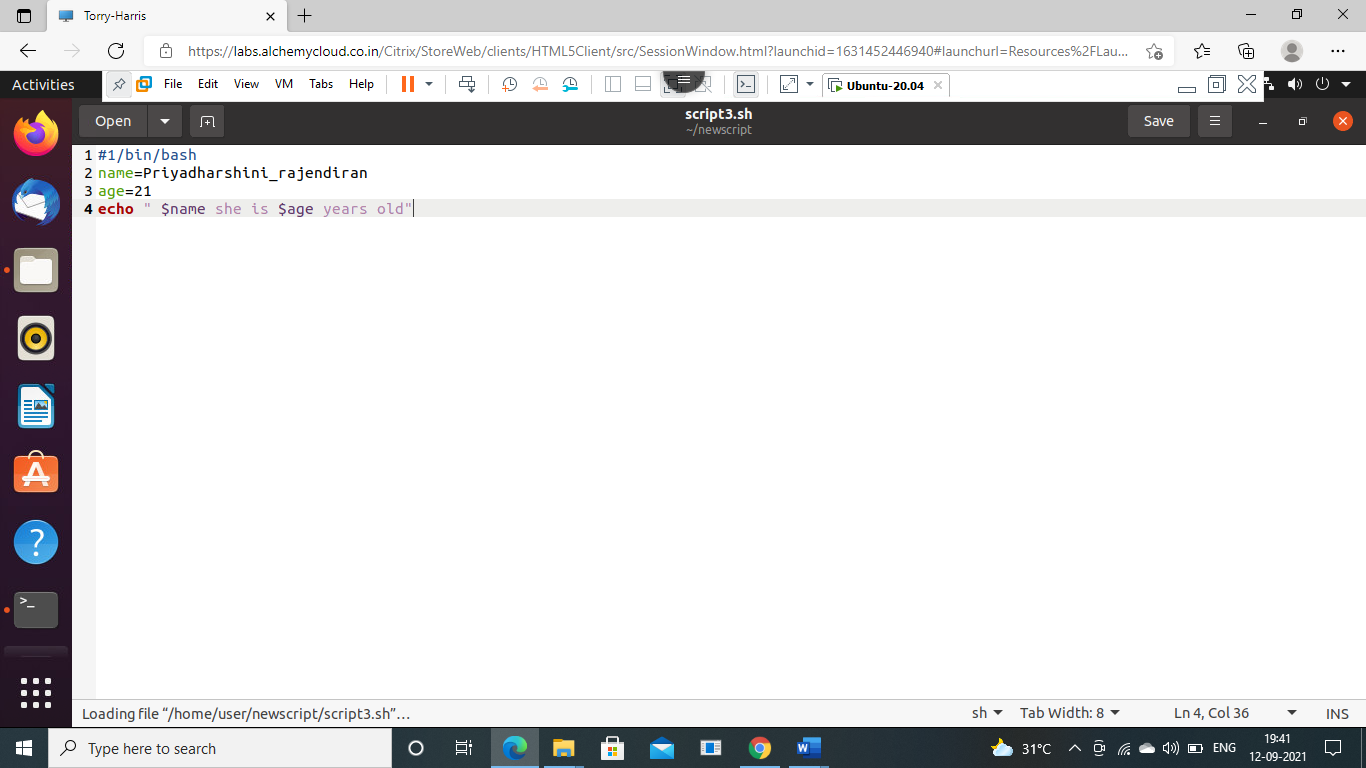 Torry-Harris
https://labs.alchemycloud.co.in/Citrix/StoreWeb/clients/HTML5Client/src/SessionWindow.html?launchid=1631452446940#launchurl=Resources%2FLau...
Activities
File Edit View VM Tabs Help
Ubuntu-20.04
Open
script3.sh
~/newscript
Save
1 #1/bin/bash
2 name=Priyadharshini_rajendiran
3 age=21
4 echo " $name she is $age years old"
Loading file “/home/user/newscript/script3.sh”…
sh Tab Width: 8 Ln 4, Col 36 INS
Type here to search
31°C
ENG
19:41
12-09-2021